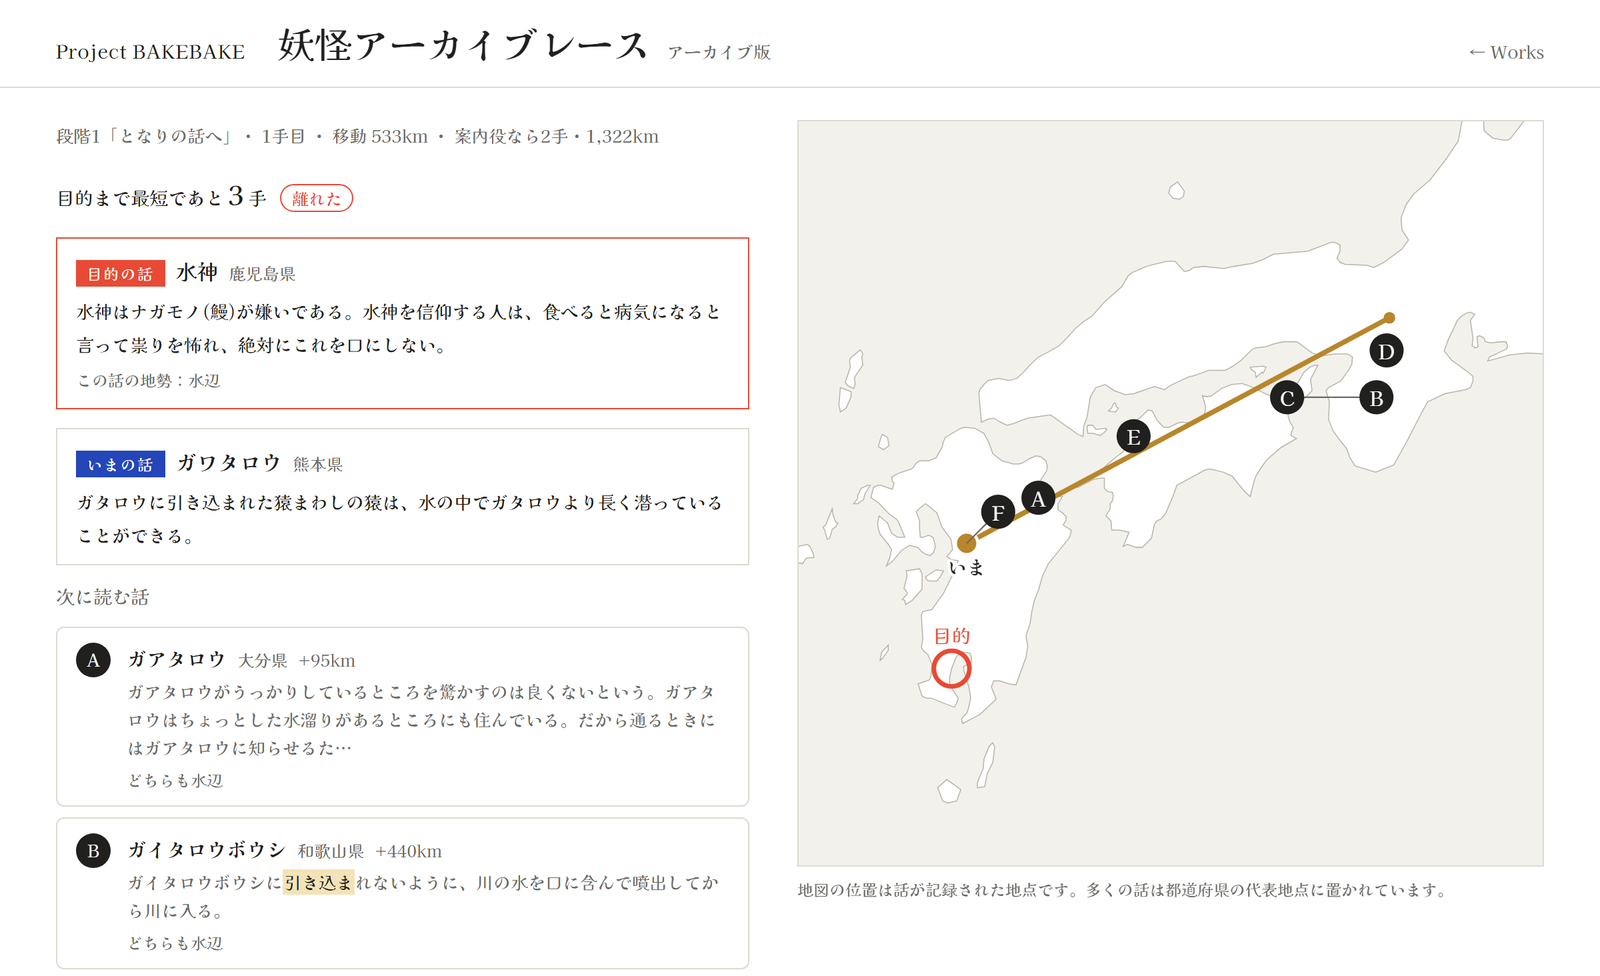 Project BAKEBAKE 妖怪アーカイブレース アーカイブ版
← Works
段階1「となりの話へ」 ・ 1手目 ・ 移動 533km ・ 案内役なら2手・1,322km
目的まで最短であと 3 手 離れた
目的の話 水神 鹿児島県
水神はナガモノ(鰻)が嫌いである。水神を信仰する人は、食べると病気になると
言って祟りを怖れ、絶対にこれを口にしない。
この話の地勢：水辺
いまの話 ガワタロウ 熊本県
ガタロウに引き込まれた猿まわしの猿は、水の中でガタロウより長く潜っている
ことができる。
次に読む話
A ガアタロウ 大分県 +95km
ガアタロウがうっかりしているところを驚かすのは良くないという。ガアタ
ロウはちょっとした水溜りがあるところにも住んでいる。だから通るときに
はガアタロウに知らせるた…
どちらも水辺
B ガイタロウボウシ 和歌山県 +440km
ガイタロウボウシに引き込まれないように、川の水を口に含んで噴出してか
ら川に入る。
どちらも水辺
D
C
B
E
A
F
いま
目的
地図の位置は話が記録された地点です。多くの話は都道府県の代表地点に置かれています。